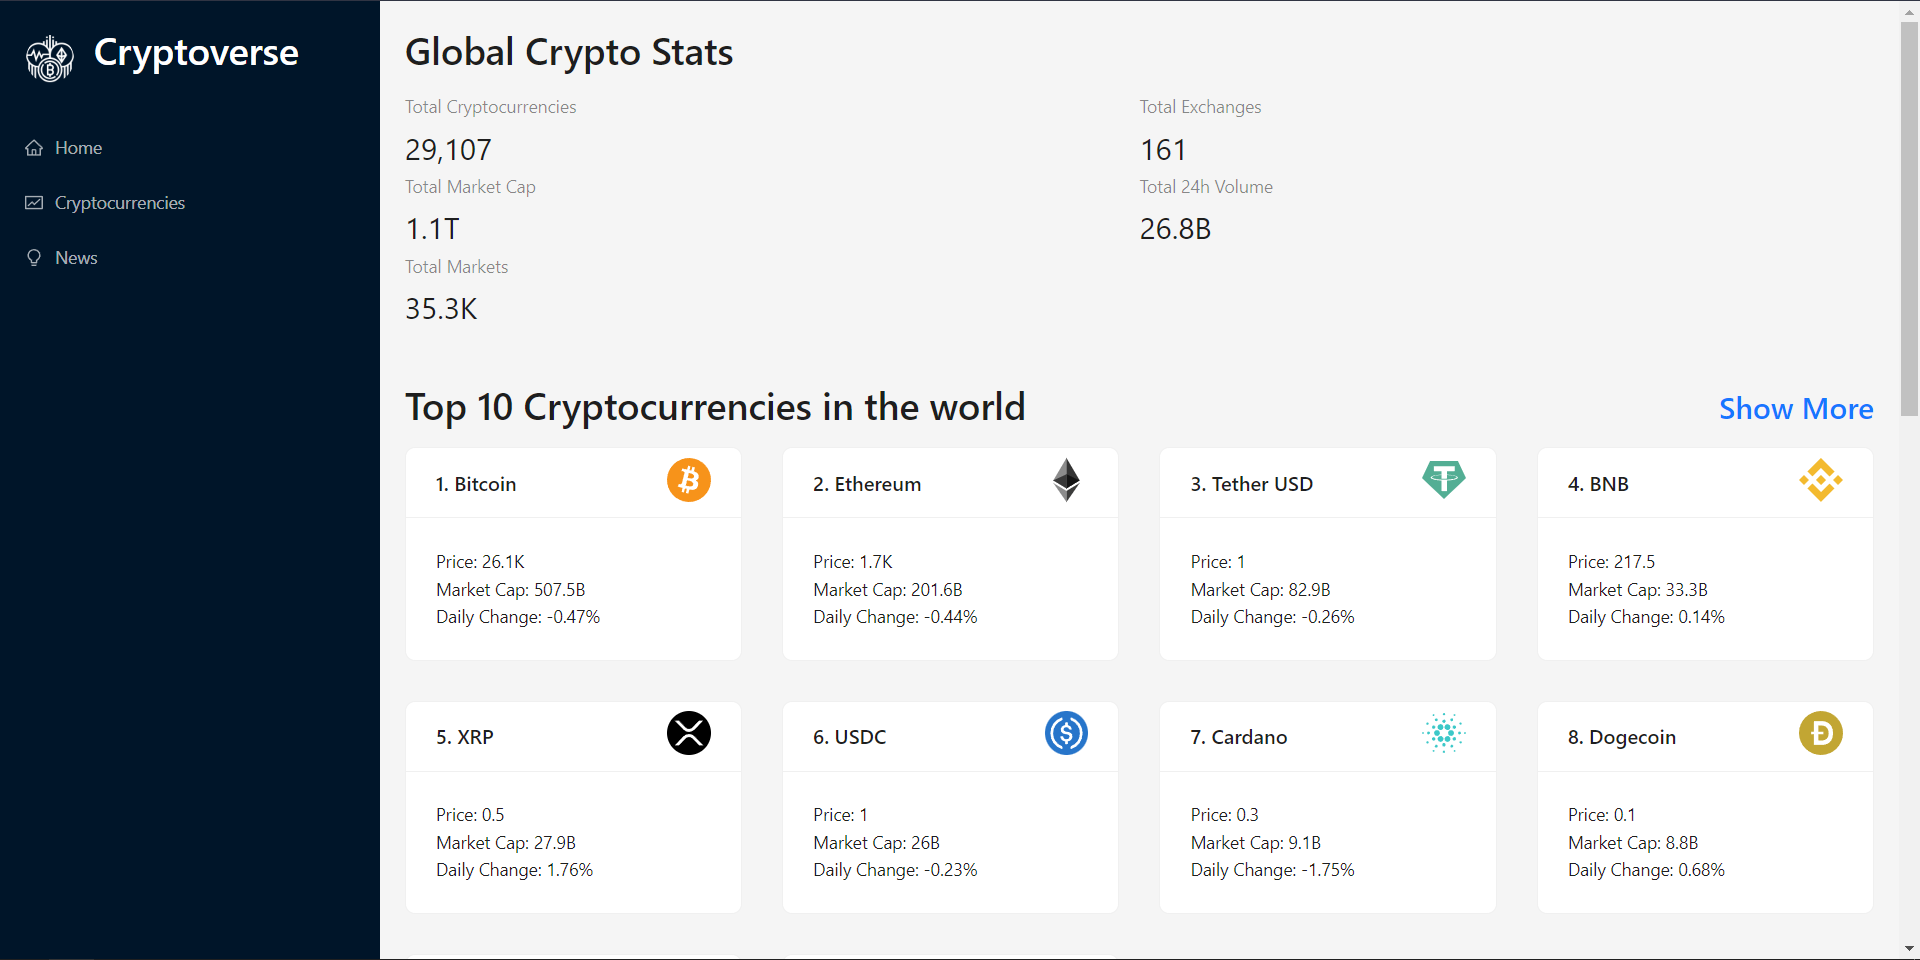 Cryptoverse
Home
Cryptocurrencies
News
Global Crypto Stats
Total Cryptocurrencies
29,107
Total Exchanges
161
Total Market Cap
1.1T
Total 24h Volume
26.8B
Total Markets
35.3K
Top 10 Cryptocurrencies in the world
Show More
1. Bitcoin
Price: 26.1K
Market Cap: 507.5B
Daily Change: -0.47%
2. Ethereum
Price: 1.7K
Market Cap: 201.6B
Daily Change: -0.44%
3. Tether USD
Price: 1
Market Cap: 82.9B
Daily Change: -0.26%
4. BNB
Price: 217.5
Market Cap: 33.3B
Daily Change: 0.14%
5. XRP
Price: 0.5
Market Cap: 27.9B
Daily Change: 1.76%
6. USDC
Price: 1
Market Cap: 26B
Daily Change: -0.23%
7. Cardano
Price: 0.3
Market Cap: 9.1B
Daily Change: -1.75%
8. Dogecoin
Price: 0.1
Market Cap: 8.8B
Daily Change: 0.68%